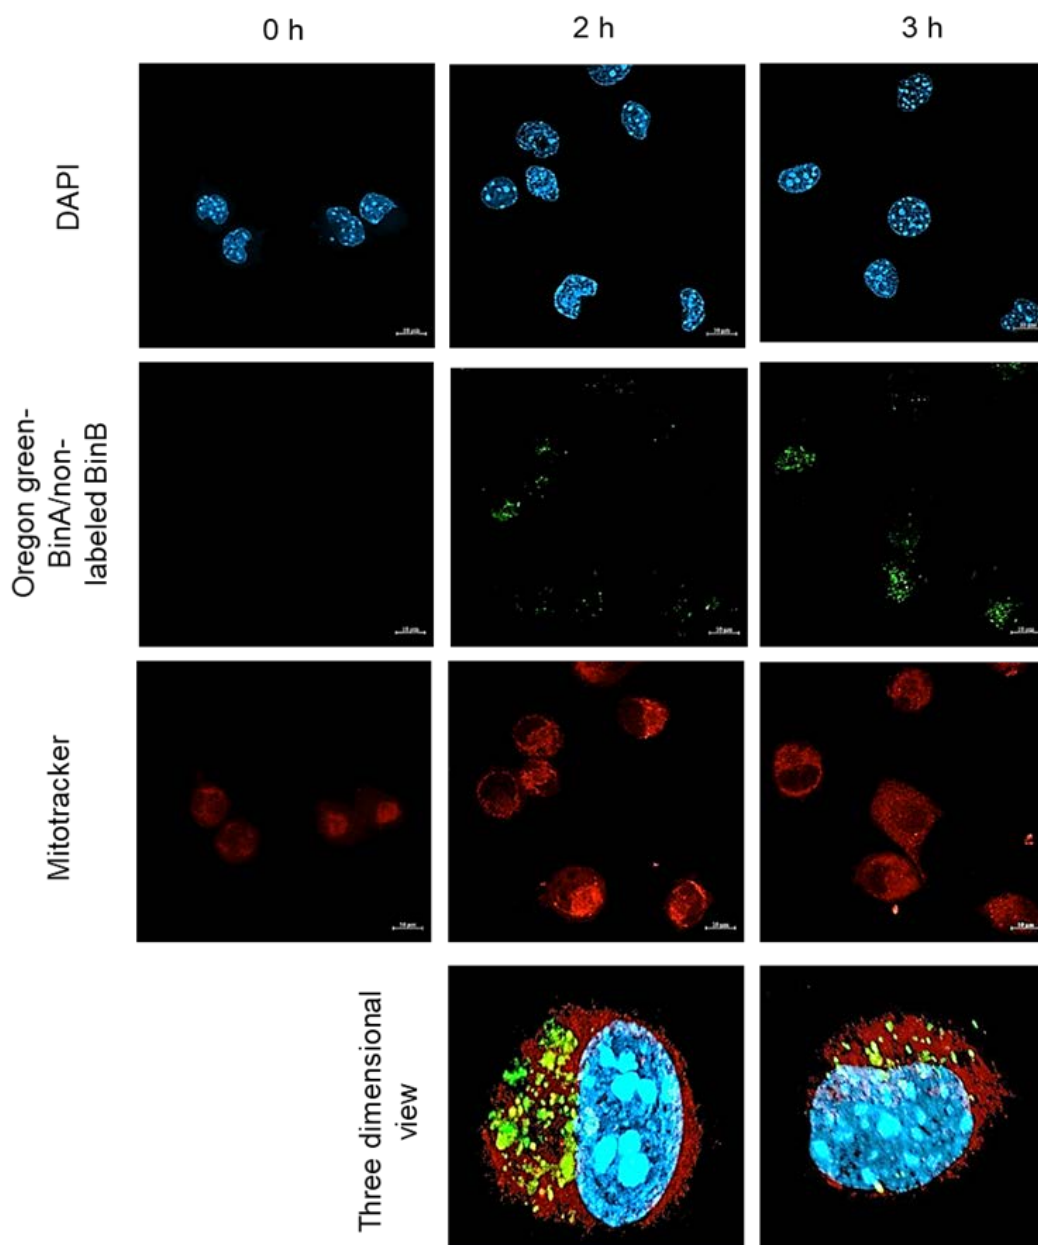 0 h
2 h
3 h
DAPI
Oregon green-
BinA/non-
labeled BinB
Mitotracker
Three dimensional
view